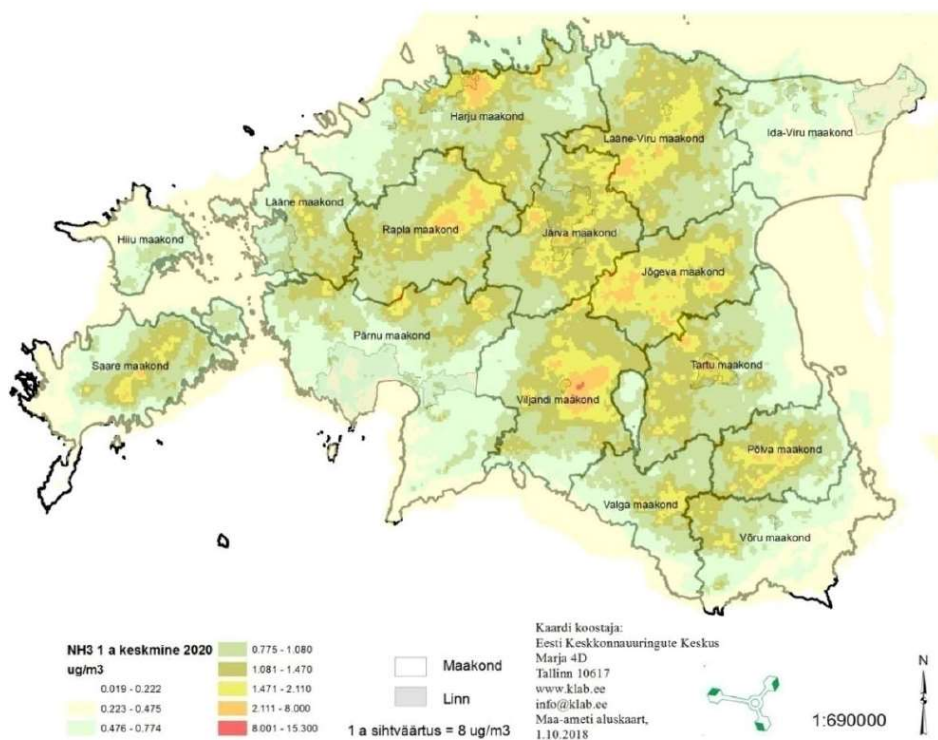 Harju maakond
Lääne-Viru maakond
Ida-Viru maakond
Lääne maakond
Rapla maakond
Järva maakond
Hiiu maakond
Jõgeva maakond
Pärnu maakond
Saare maakond
Tartu maakond
Viljandi maakond
Põlva maakond
Valga maakond
Võru maakond
NH3 1 a keskmine 2020
ug/m3
0.019 - 0.222
0.223 - 0.475
0.476 - 0.774
0.775 - 1.080
1.081 - 1.470
1.471 - 2.110
2.111 - 8.000
8.001 - 15.300
Maakond
Linn
1 a sihtväärtus = 8 ug/m3
Kaardi koostaja:
Eesti Keskkonnauuringute Keskus
Marja 4D
Tallinn 10617
www.klab.ee
info@klab.ee
Maa-ameti aluskaart,
1.10.2018
N
1:690000